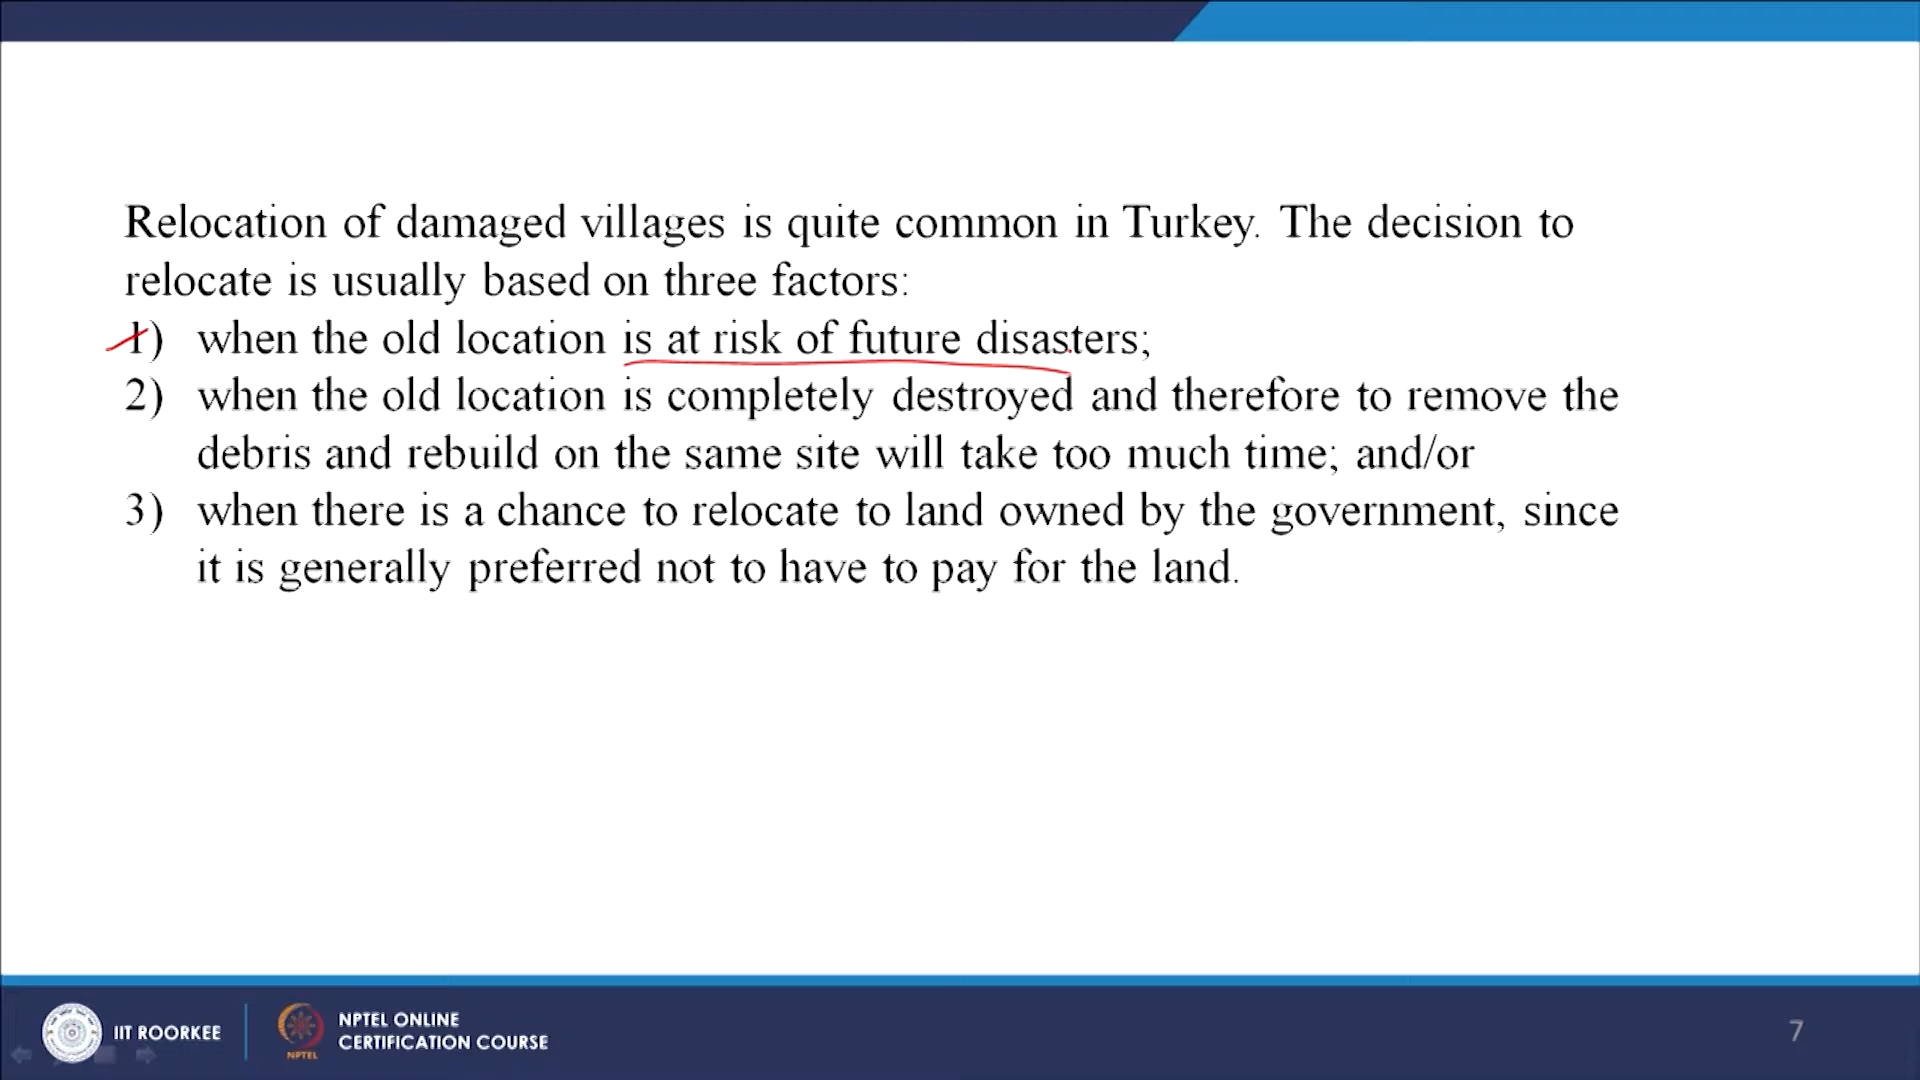 Relocation of damaged villages is quite common in Turkey. The decision to
relocate is usually based on three factors:
1) when the old location is at risk of future disasters;
2) when the old location is completely destroyed and therefore to remove the
debris and rebuild on the same site will take too much time; and/or
3) when there is a chance to relocate to land owned by the government, since
it is generally preferred not to have to pay for the land.
IIT ROORKEE
NPTEL
NPTEL ONLINE
CERTIFICATION COURSE
7